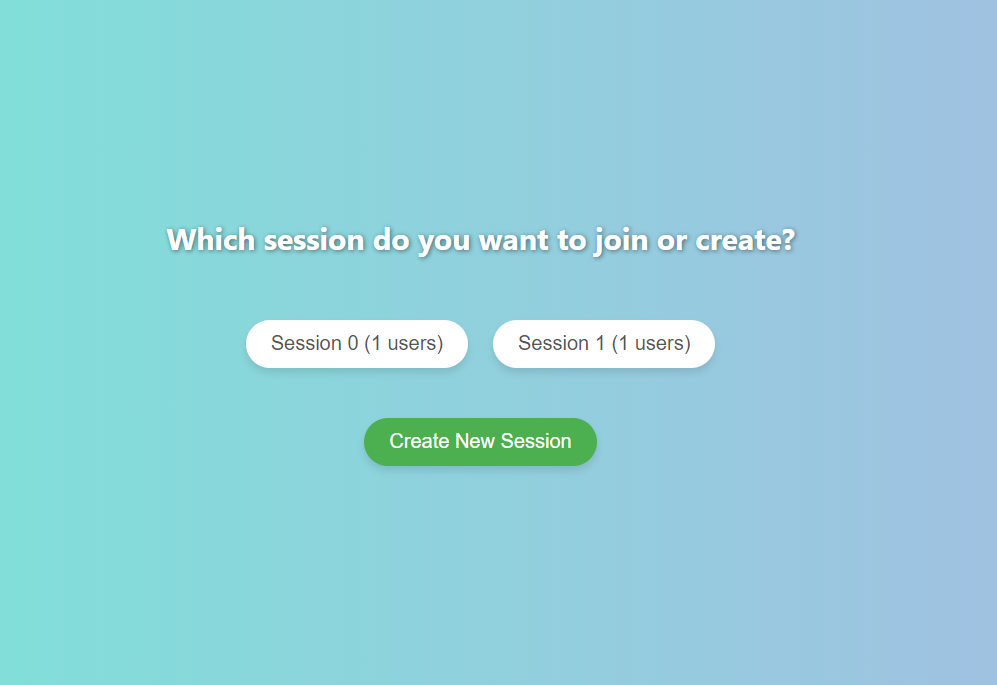 Which session do you want to join or create?
Session 0 (1 users) Session 1 (1 users)
Create New Session